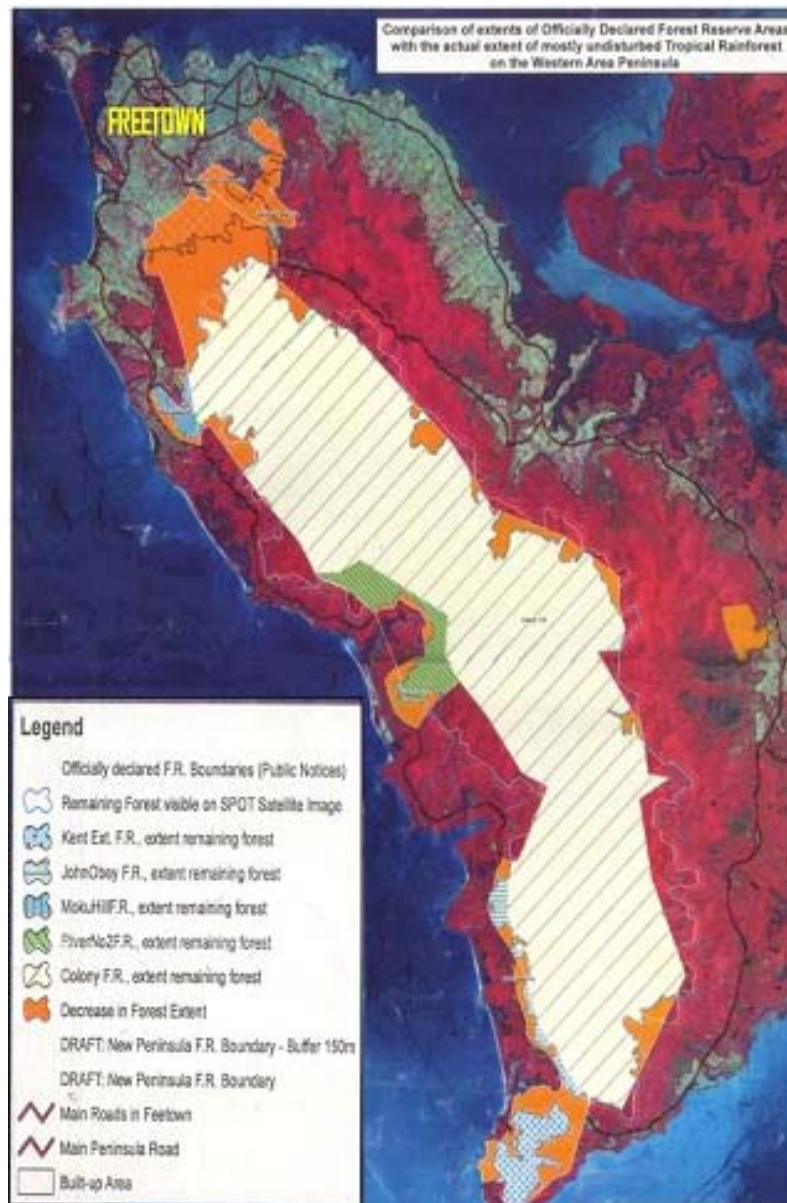 Comparison of extents of Officially Declared Forest Reserve Areas
with the actual extent of mostly undisturbed Tropical Rainforest
on the Western Area Peninsula
FREETOWN
Legend
Officially declared F.R. Boundaries (Public Notices)
Remaining Forest visible on SPOT Satellite Image
Kent Ext. F.R., extent remaining forest
JohnObey F.R., extent remaining forest
MokuHillF.R., extent remaining forest
RiverNo2F.R., extent remaining forest
Colony F.R., extent remaining forest
Decrease in Forest Extent
DRAFT: New Peninsula F.R. Boundary - Buffer 150m
DRAFT: New Peninsula F.R. Boundary
Main Roads in Feetown
Main Peninsula Road
Built-up Area